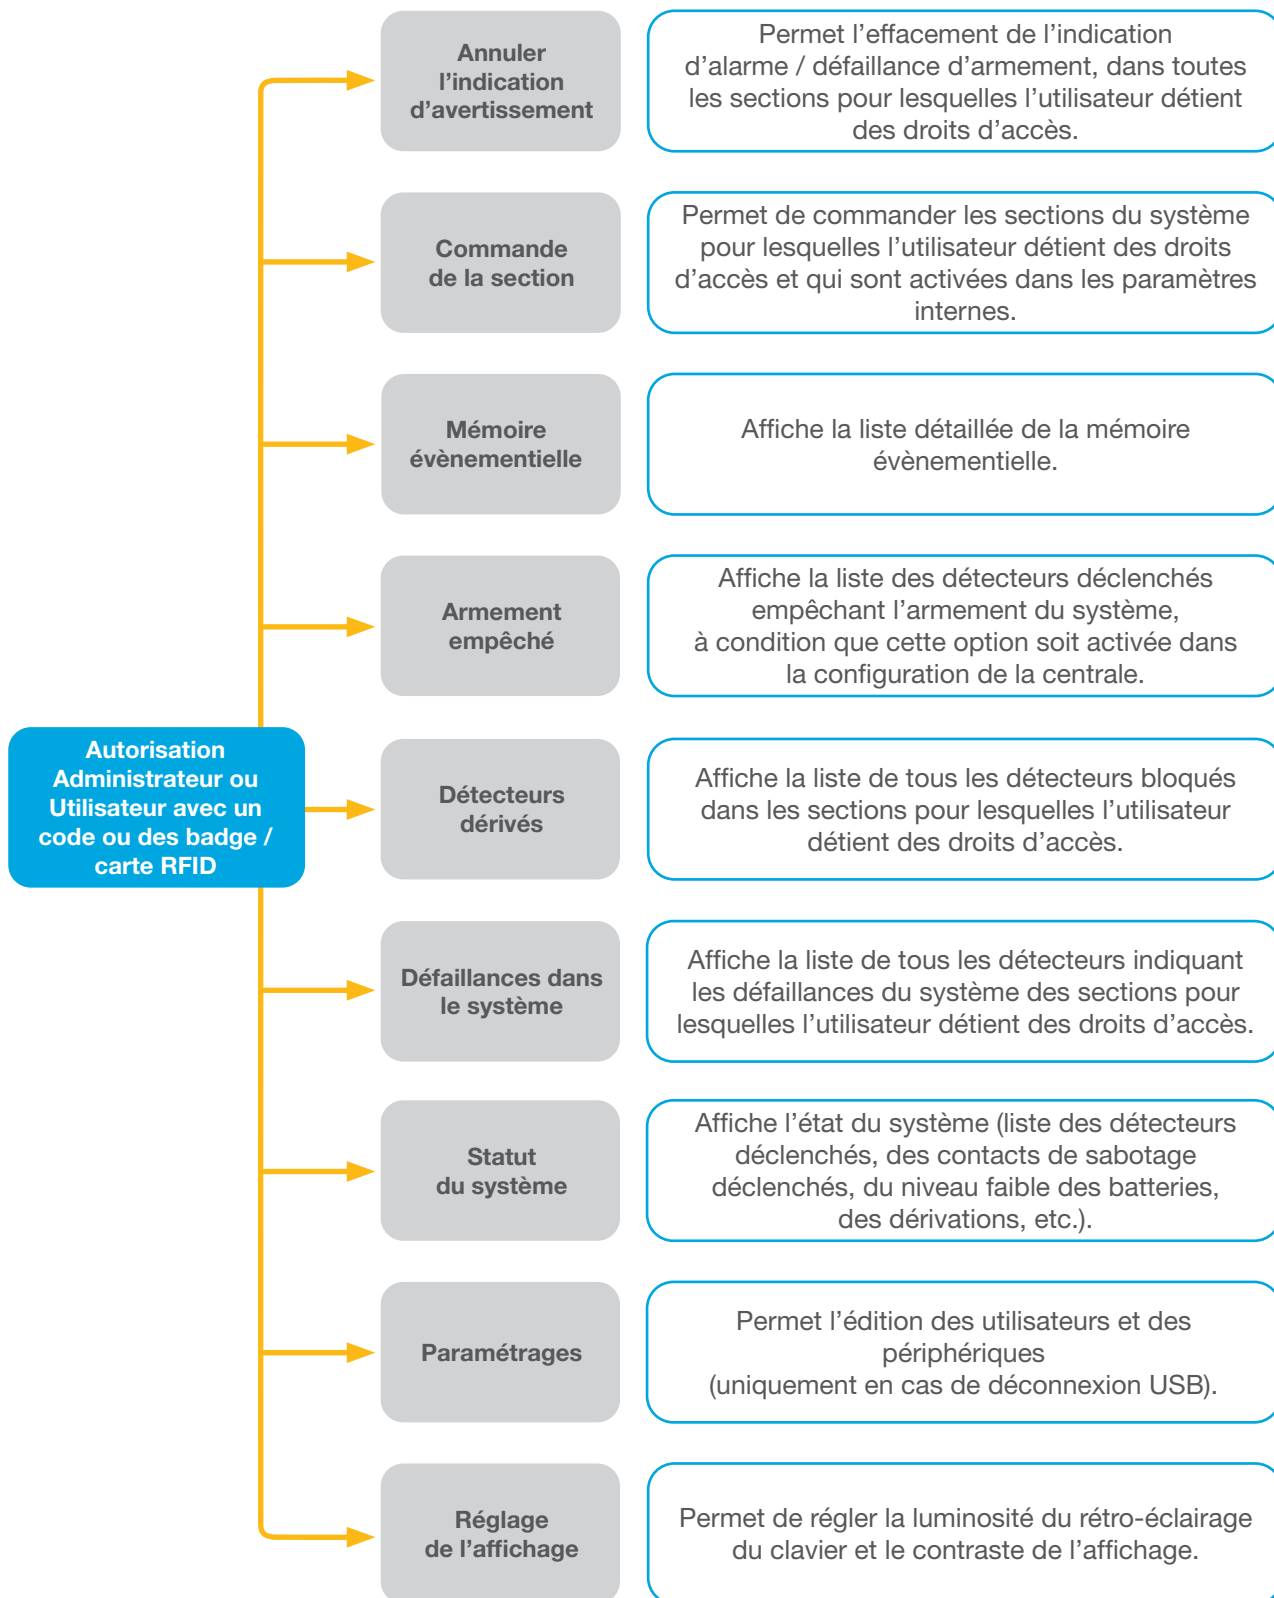 Annuler
l’indication
d’avertissement
Permet l’effacement de l’indication
d’alarme / défaillance d’armement, dans toutes
les sections pour lesquelles l’utilisateur détient
des droits d’accès.
Commande
de la section
Permet de commander les sections du système
pour lesquelles l’utilisateur détient des droits
d’accès et qui sont activées dans les paramètres
internes.
Mémoire
évènementielle
Affiche la liste détaillée de la mémoire
évènementielle.
Armement
empêché
Affiche la liste des détecteurs déclenchés
empêchant l’armement du système,
à condition que cette option soit activée dans
la configuration de la centrale.
Autorisation
Administrateur ou
Utilisateur avec un
code ou des badge /
carte RFID
Détecteurs
dérivés
Affiche la liste de tous les détecteurs bloqués
dans les sections pour lesquelles l’utilisateur
détient des droits d’accès.
Défaillances dans
le système
Affiche la liste de tous les détecteurs indiquant
les défaillances du système des sections pour
lesquelles l’utilisateur détient des droits d’accès.
Statut
du système
Affiche l’état du système (liste des détecteurs
déclenchés, des contacts de sabotage
déclenchés, du niveau faible des batteries,
des dérivations, etc.).
Paramétrages
Permet l’édition des utilisateurs et des
périphériques
(uniquement en cas de déconnexion USB).
Réglage
de l’affichage
Permet de régler la luminosité du rétro-éclairage
du clavier et le contraste de l’affichage.